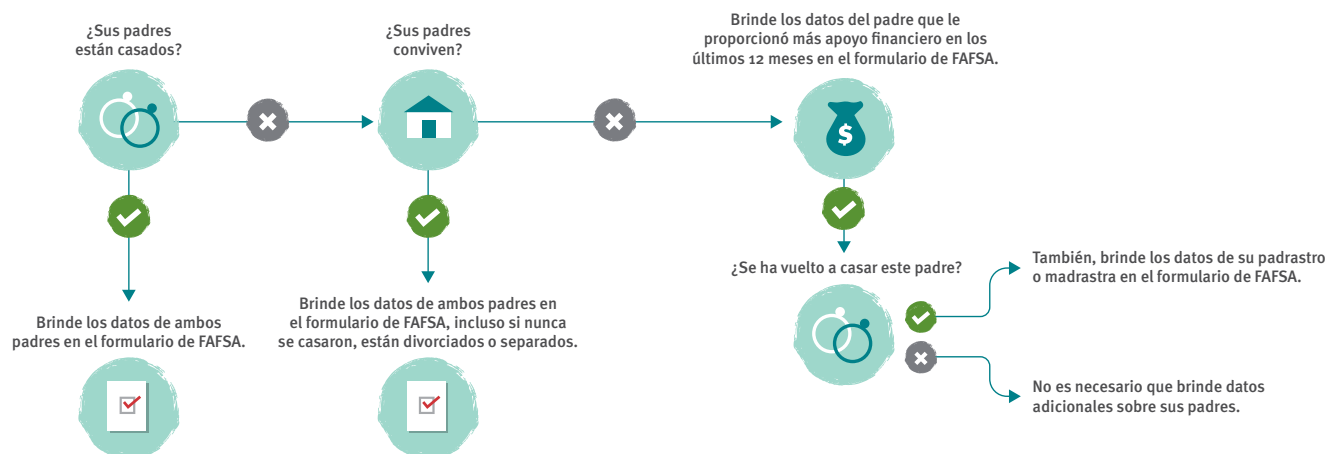 ¿Sus padres
están casados?
¿Sus padres
conviven?
Brinde los datos del padre que le
proporcionó más apoyo financiero en los
últimos 12 meses en el formulario de FAFSA.
$
Brinde los datos de ambos
padres en el formulario de FAFSA.
Brinde los datos de ambos padres en
el formulario de FAFSA, incluso si nunca
se casaron, están divorciados o separados.
¿Se ha vuelto a casar este padre?
También, brinde los datos de su padrastro
o madrastra en el formulario de FAFSA.
No es necesario que brinde datos
adicionales sobre sus padres.